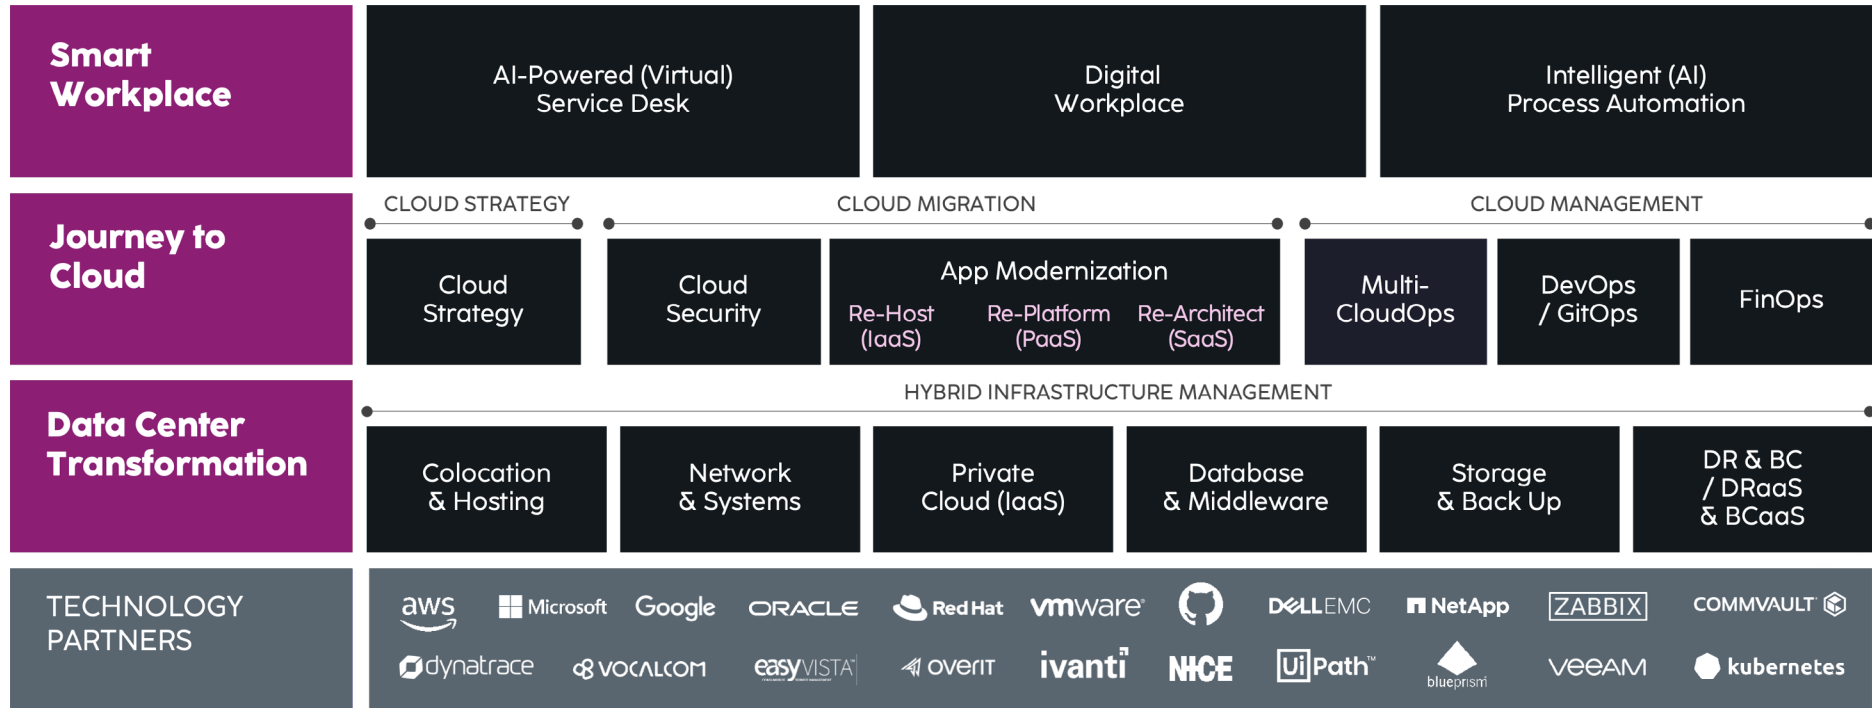 Smart
Workplace
AI-Powered (Virtual)
Service Desk
Digital
Workplace
Intelligent (AI)
Process Automation
Journey to
Cloud
CLOUD STRATEGY
CLOUD MIGRATION
CLOUD MANAGEMENT
Cloud
Strategy
Cloud
Security
App Modernization
Re-Host
(IaaS)
Re-Platform
(PaaS)
Re-Architect
(SaaS)
Multi-
CloudOps
DevOps
/ GitOps
FinOps
Data Center
Transformation
HYBRID INFRASTRUCTURE MANAGEMENT
Colocation
& Hosting
Network
& Systems
Private
Cloud (IaaS)
Database
& Middleware
Storage
& Back Up
DR & BC
/ DRaaS
& BCaaS
TECHNOLOGY
PARTNERS
aws
Microsoft
Google
ORACLE
Red Hat
vmware®
DELLEMC
NetApp
ZABBIX
COMMVAULT
dynatrace
VOCALCOM
easyVISTA
OVERIT
ivanti
NICE
UiPath™
blueprism
veeAM
kubernetes